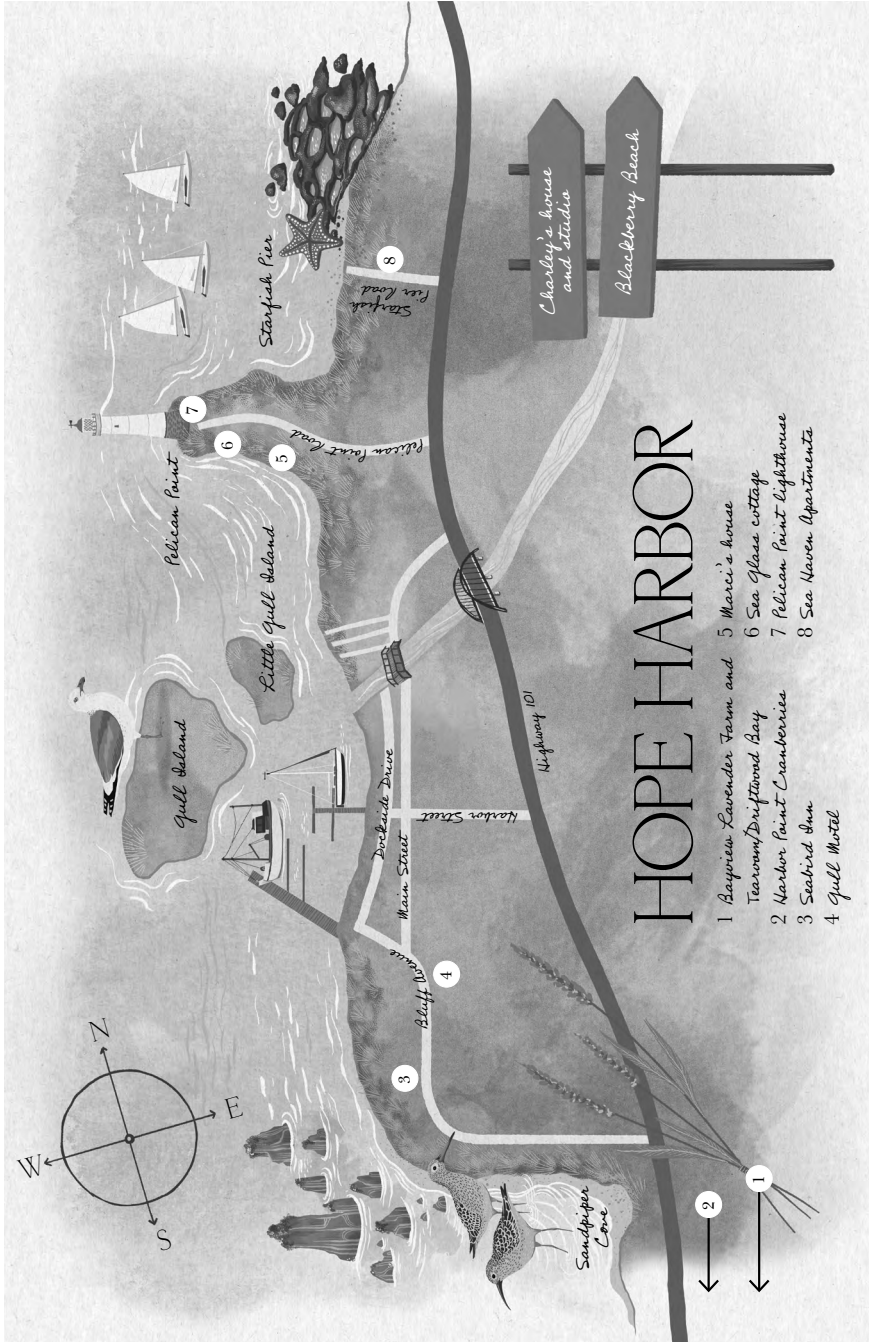 HOPE HARBOR
1 Bayview Lavender Farm and
Tearoom/Driftwood Bay
2 Harbor Point Cranberries
3 Seabird Inn
4 Gull Motel
5 Marci's house
6 Sea Glass cottage
7 Pelican Point lighthouse
8 Sea Haven Apartments
N
W
E
S
Gull Island
Little Gull Island
Pelican Point
Starfish Pier
7
6
5
Pelican Point Road
8
Starfish
Pier Road
Charley's house
and studio
Blackberry Beach
Highway 101
Dockside Drive
Main Street
Harbor Street
Bluff Avenue
4
3
Sandpiper
Cove
2
1